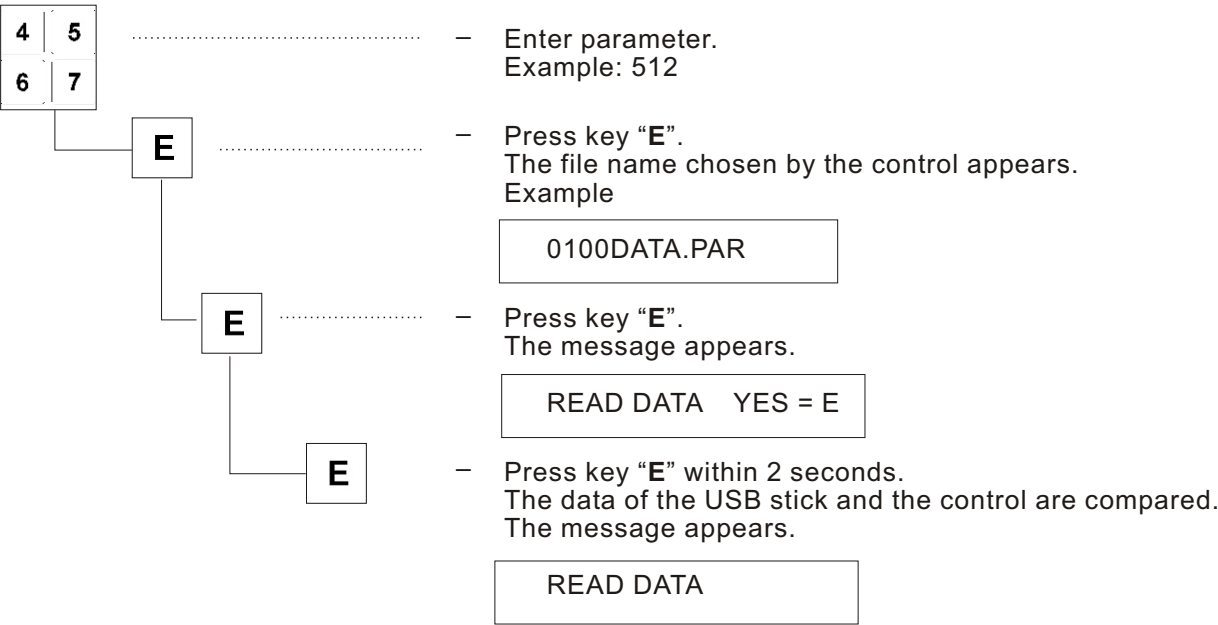 4 5
– Enter parameter.
Example: 512
6 7
E – Press key “E”.
The file name chosen by the control appears.
Example
0100DATA.PAR
E – Press key “E”.
The message appears.
READ DATA YES = E
E – Press key “E” within 2 seconds.
The data of the USB stick and the control are compared.
The message appears.
READ DATA